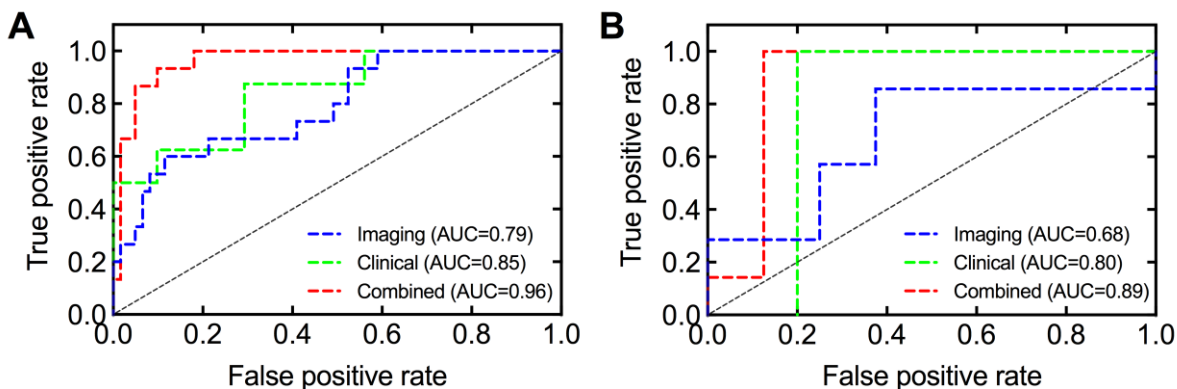 A
True positive rate
1.0
0.8
0.6
0.4
0.2
0.0
Imaging (AUC=0.79)
Clinical (AUC=0.85)
Combined (AUC=0.96)
0.0 0.2 0.4 0.6 0.8 1.0
False positive rate
B
True positive rate
1.0
0.8
0.6
0.4
0.2
0.0
Imaging (AUC=0.68)
Clinical (AUC=0.80)
Combined (AUC=0.89)
0.0 0.2 0.4 0.6 0.8 1.0
False positive rate